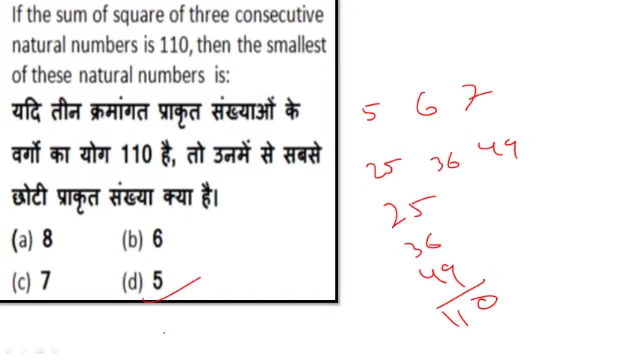 If the sum of square of three consecutive
natural numbers is 110, then the smallest
of these natural numbers is:
यदि तीन क्रमांगत प्राकृत संख्याओं के
वर्गो का योग 110 है, तो उनमें से सबसे
छोटी प्राकृत संख्या क्या है।
(a) 8 (b) 6
(c) 7 (d) 5
5 6 7
25 36 49
25
36
49
110